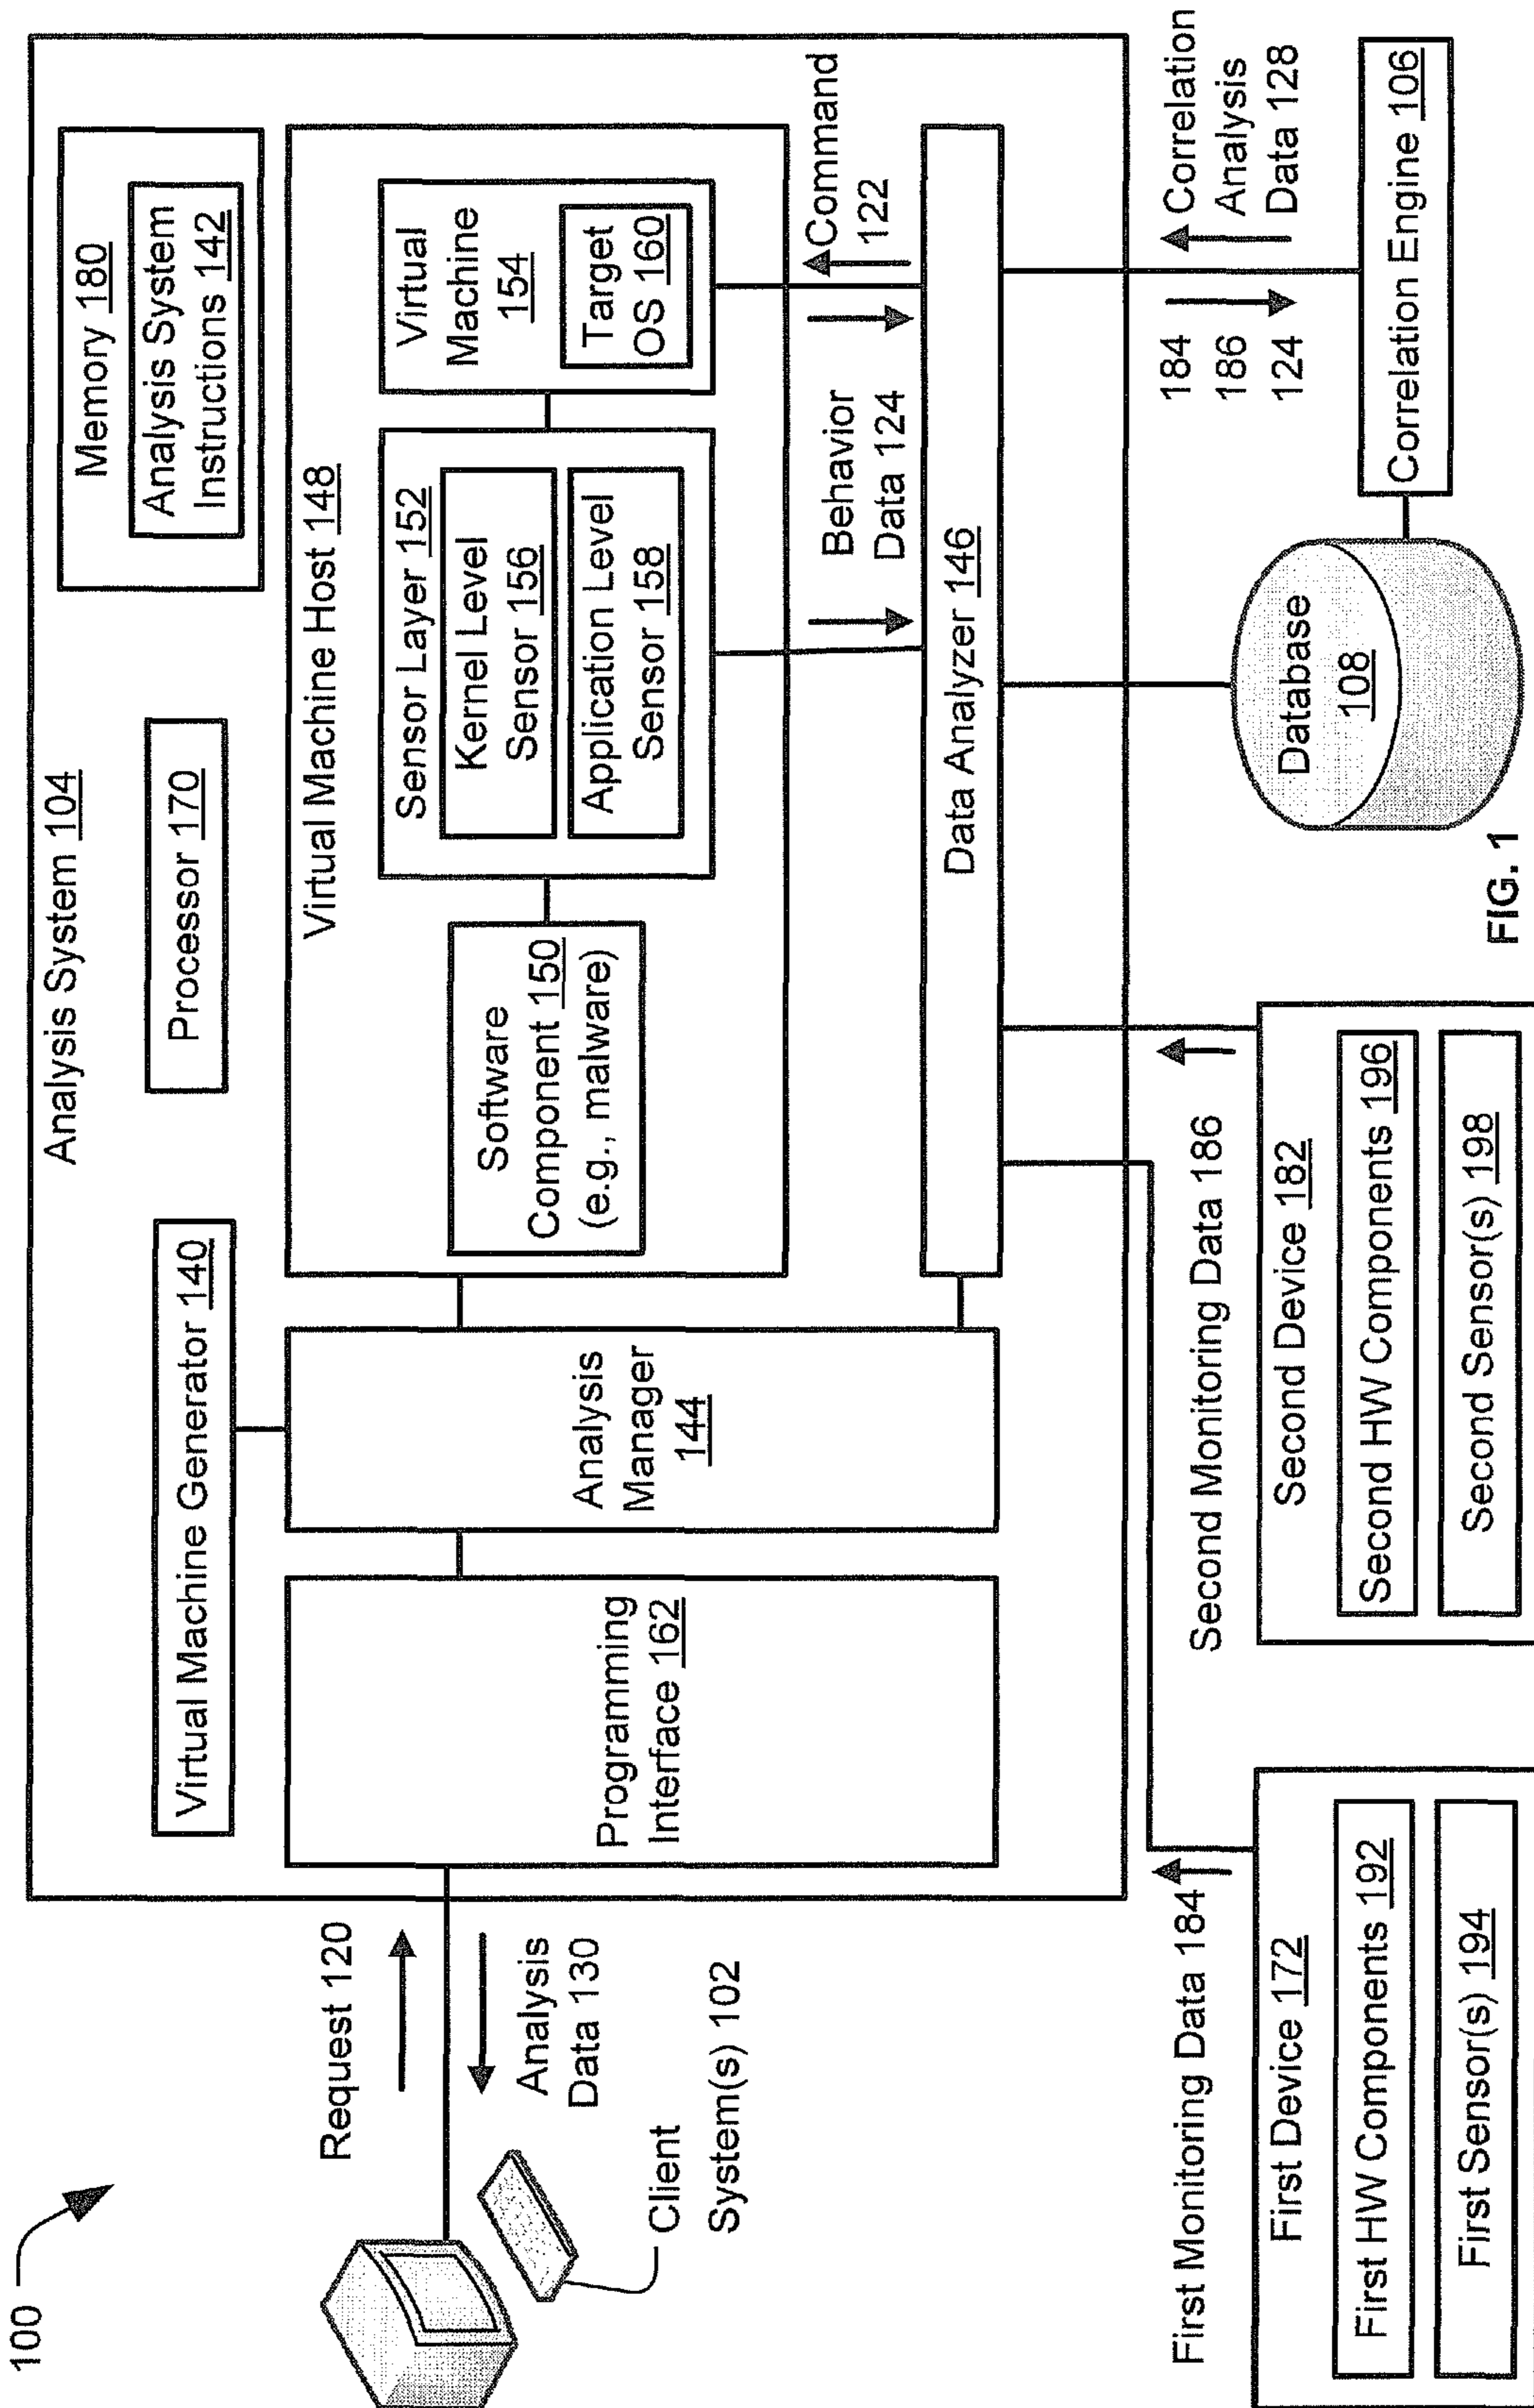 100
Analysis System 104
Virtual Machine Generator 140
Processor 170
Memory 180
Analysis System
Instructions 142
Request 120
Analysis
Data 130
Client
System(s) 102
Programming
Interface 162
Analysis
Manager
144
Virtual Machine Host 148
Software
Component 150
(e.g., malware)
Sensor Layer 152
Kernel Level
Sensor 156
Application Level
Sensor 158
Virtual
Machine
154
Target
OS 160
Behavior
Data 124
Command
122
Data Analyzer 146
First Monitoring Data 184
First Device 172
First HW Components 192
First Sensor(s) 194
Second Monitoring Data 186
Second Device 182
Second HW Components 196
Second Sensor(s) 198
Database
108
184
186
124
Correlation
Analysis
Data 128
Correlation Engine 106
FIG. 1